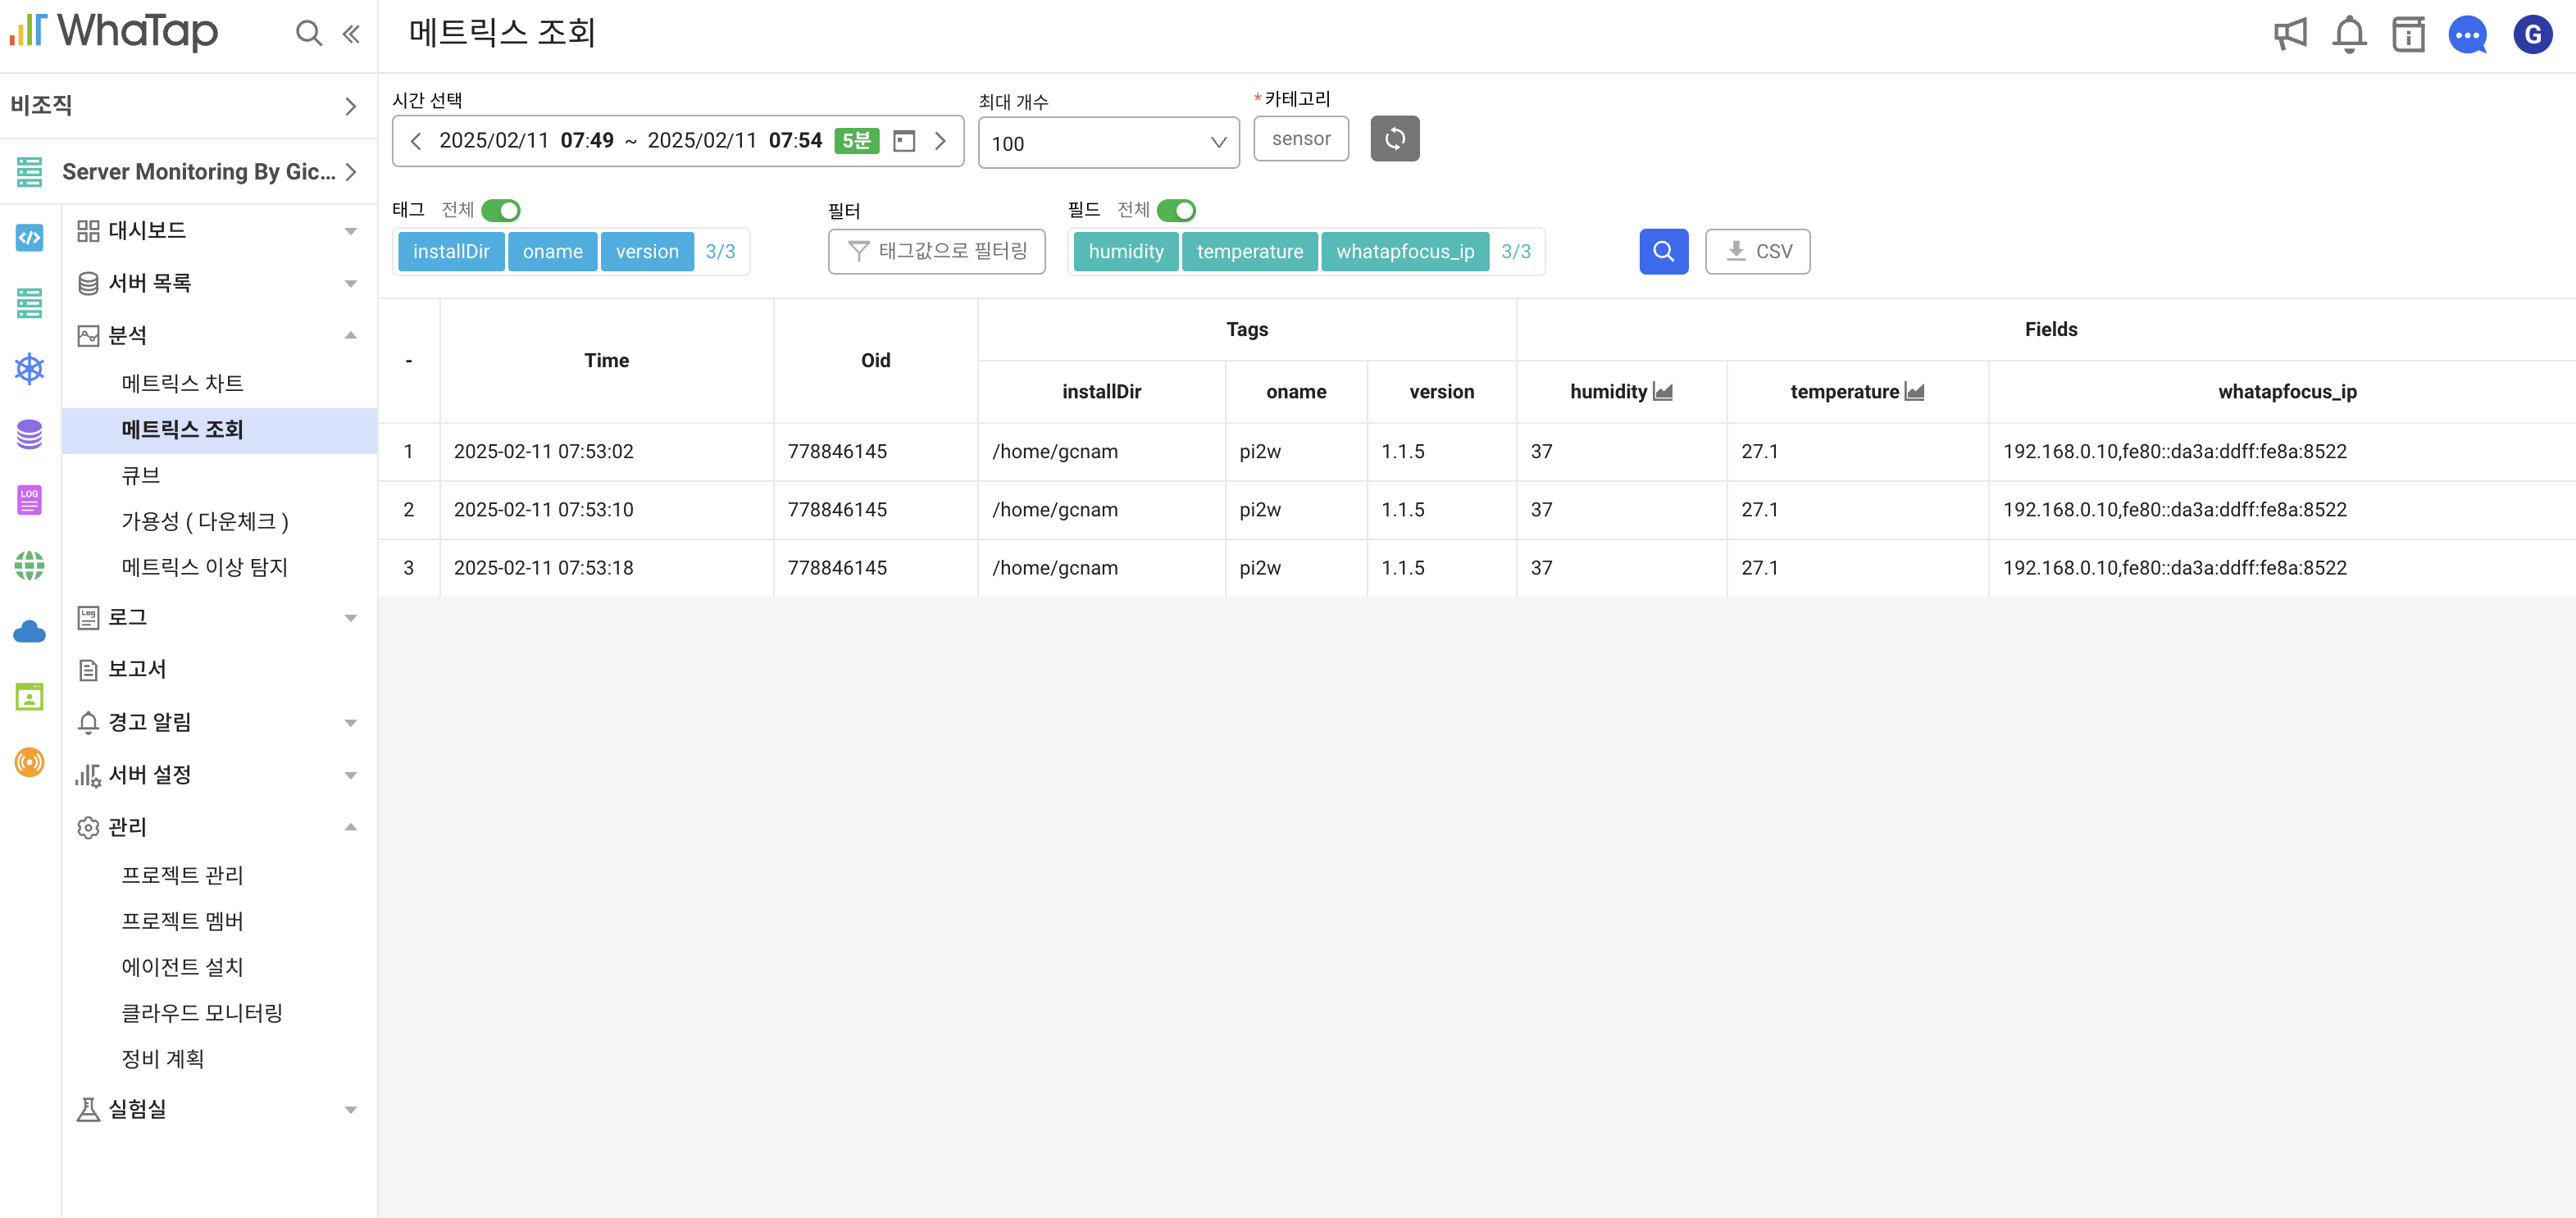 WhaTap
비조직
Server Monitoring By Gic...
대시보드
서버 목록
분석
메트릭스 차트
메트릭스 조회
큐브
가용성 ( 다운체크 )
메트릭스 이상 탐지
로그
보고서
경고 알림
서버 설정
관리
프로젝트 관리
프로젝트 멤버
에이전트 설치
클라우드 모니터링
정비 계획
실험실
LOG
Log
메트릭스 조회
G
시간 선택
2025/02/11 07:49 ~ 2025/02/11 07:54 5분
최대 개수
100
* 카테고리
sensor
태그 전체
installDir oname version 3/3
필터
태그값으로 필터링
필드 전체
humidity temperature whatapfocus_ip 3/3
CSV
- Time Oid Tags Fields
installDir oname version humidity temperature whatapfocus_ip
1 2025-02-11 07:53:02 778846145 /home/gcnam pi2w 1.1.5 37 27.1 192.168.0.10,fe80::da3a:ddff:fe8a:8522
2 2025-02-11 07:53:10 778846145 /home/gcnam pi2w 1.1.5 37 27.1 192.168.0.10,fe80::da3a:ddff:fe8a:8522
3 2025-02-11 07:53:18 778846145 /home/gcnam pi2w 1.1.5 37 27.1 192.168.0.10,fe80::da3a:ddff:fe8a:8522